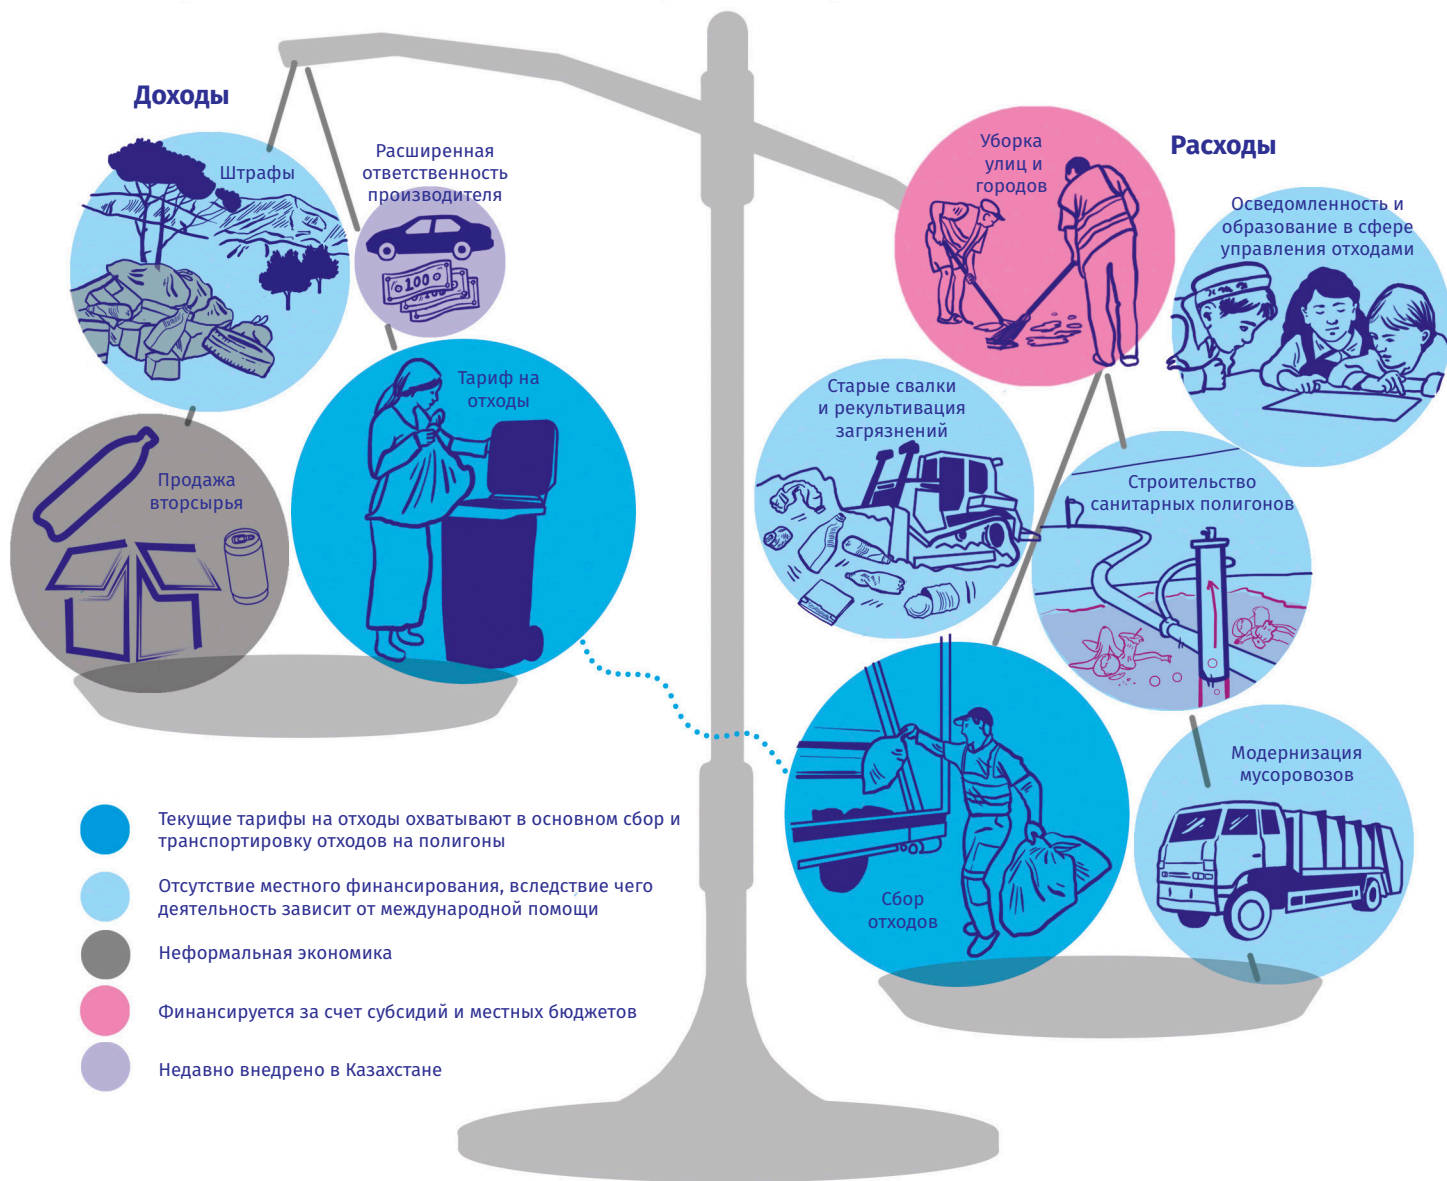 Доходы
Штрафы
Расширенная
ответственность
производителя
100
100
Тариф на
отходы
Продажа
вторсырья
Расходы
Уборка
улиц и
городов
Осведомленность и
образование в сфере
управления отходами
Старые свалки
и рекультивация
загрязнений
Строительство
санитарных полигонов
Сбор
отходов
Модернизация
мусоровозов
Текущие тарифы на отходы охватывают в основном сбор и
транспортировку отходов на полигоны
Отсутствие местного финансирования, вследствие чего
деятельность зависит от международной помощи
Неформальная экономика
Финансируется за счет субсидий и местных бюджетов
Недавно внедрено в Казахстане